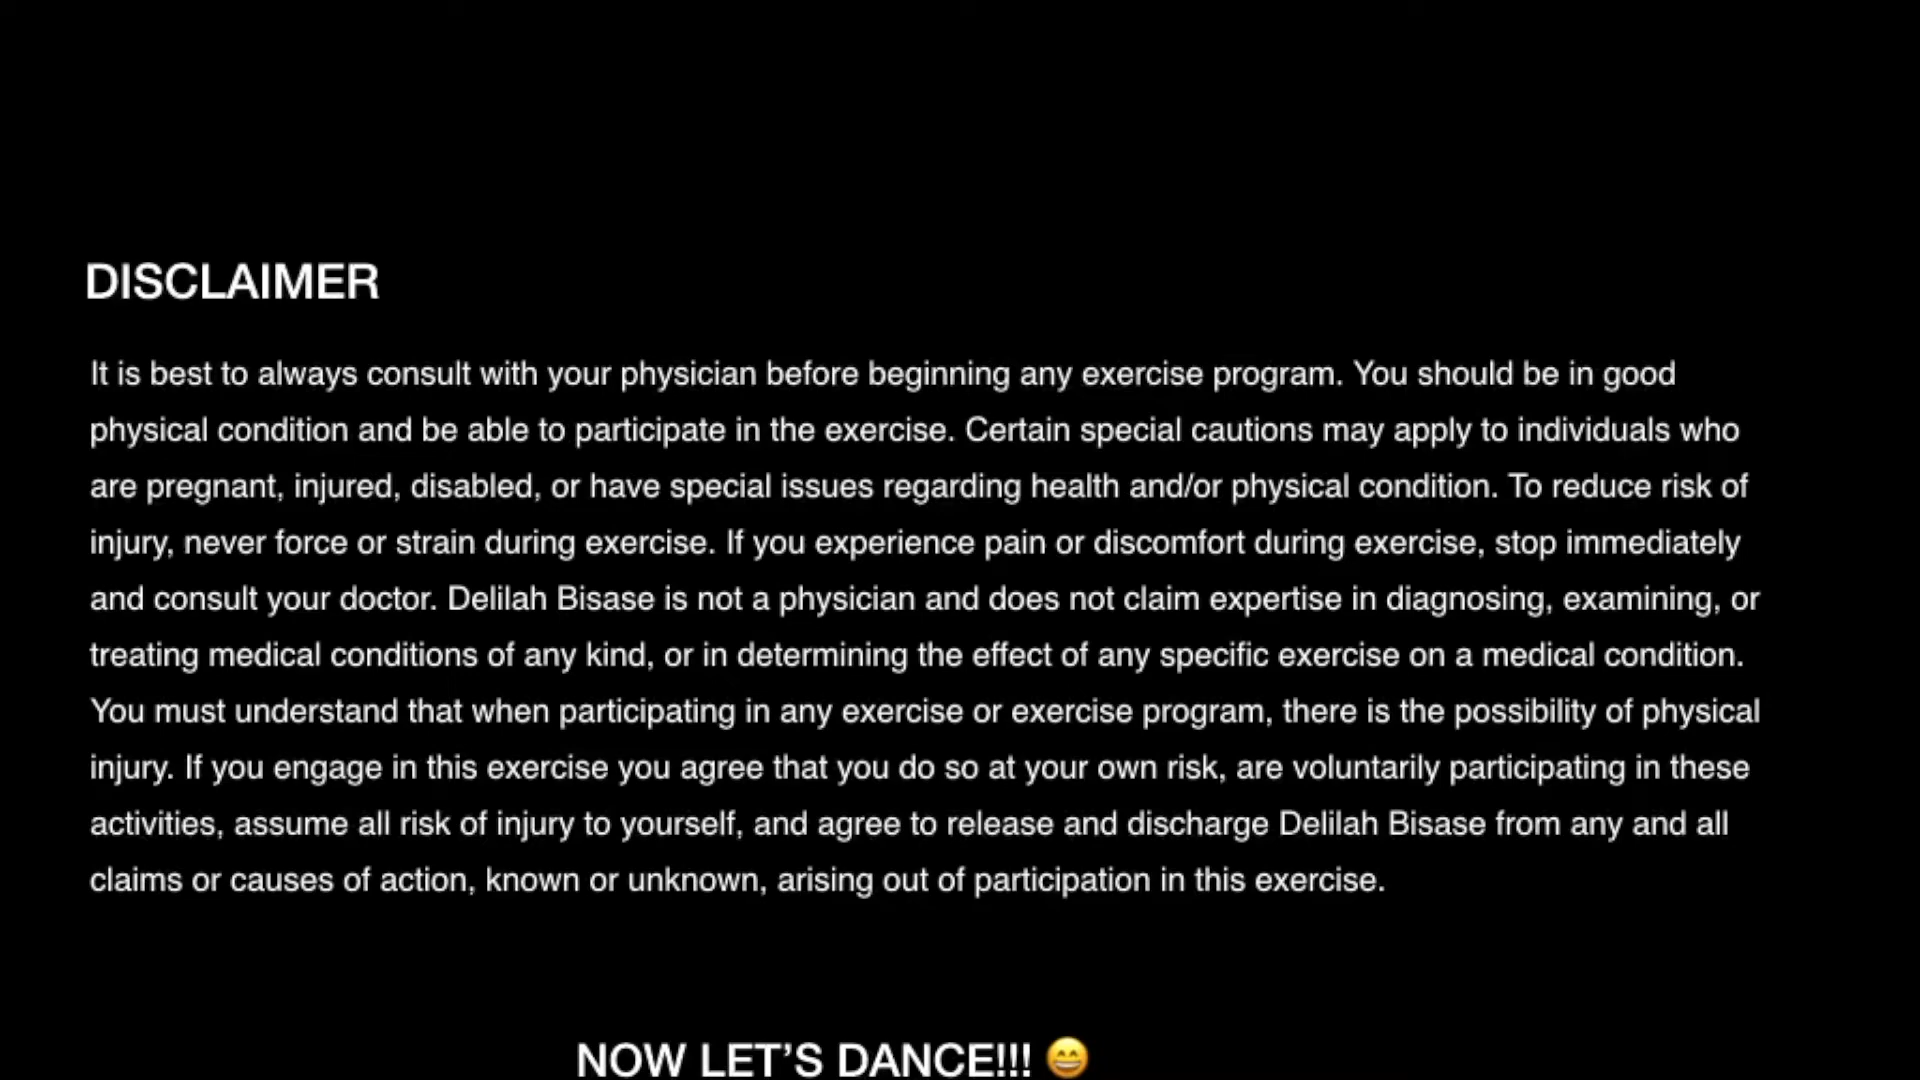 DISCLAIMER
It is best to always consult with your physician before beginning any exercise program. You should be in good
physical condition and be able to participate in the exercise. Certain special cautions may apply to individuals who
are pregnant, injured, disabled, or have special issues regarding health and/or physical condition. To reduce risk of
injury, never force or strain during exercise. If you experience pain or discomfort during exercise, stop immediately
and consult your doctor. Delilah Bisase is not a physician and does not claim expertise in diagnosing, examining, or
treating medical conditions of any kind, or in determining the effect of any specific exercise on a medical condition.
You must understand that when participating in any exercise or exercise program, there is the possibility of physical
injury. If you engage in this exercise you agree that you do so at your own risk, are voluntarily participating in these
activities, assume all risk of injury to yourself, and agree to release and discharge Delilah Bisase from any and all
claims or causes of action, known or unknown, arising out of participation in this exercise.
NOW LET’S DANCE!!! 😄